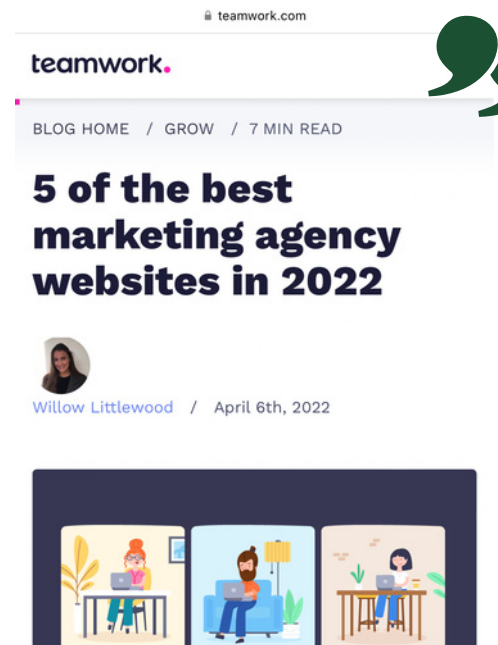 teamwork.com
teamwork.
BLOG HOME / GROW / 7 MIN READ
5 of the best
marketing agency
websites in 2022
Willow Littlewood / April 6th, 2022